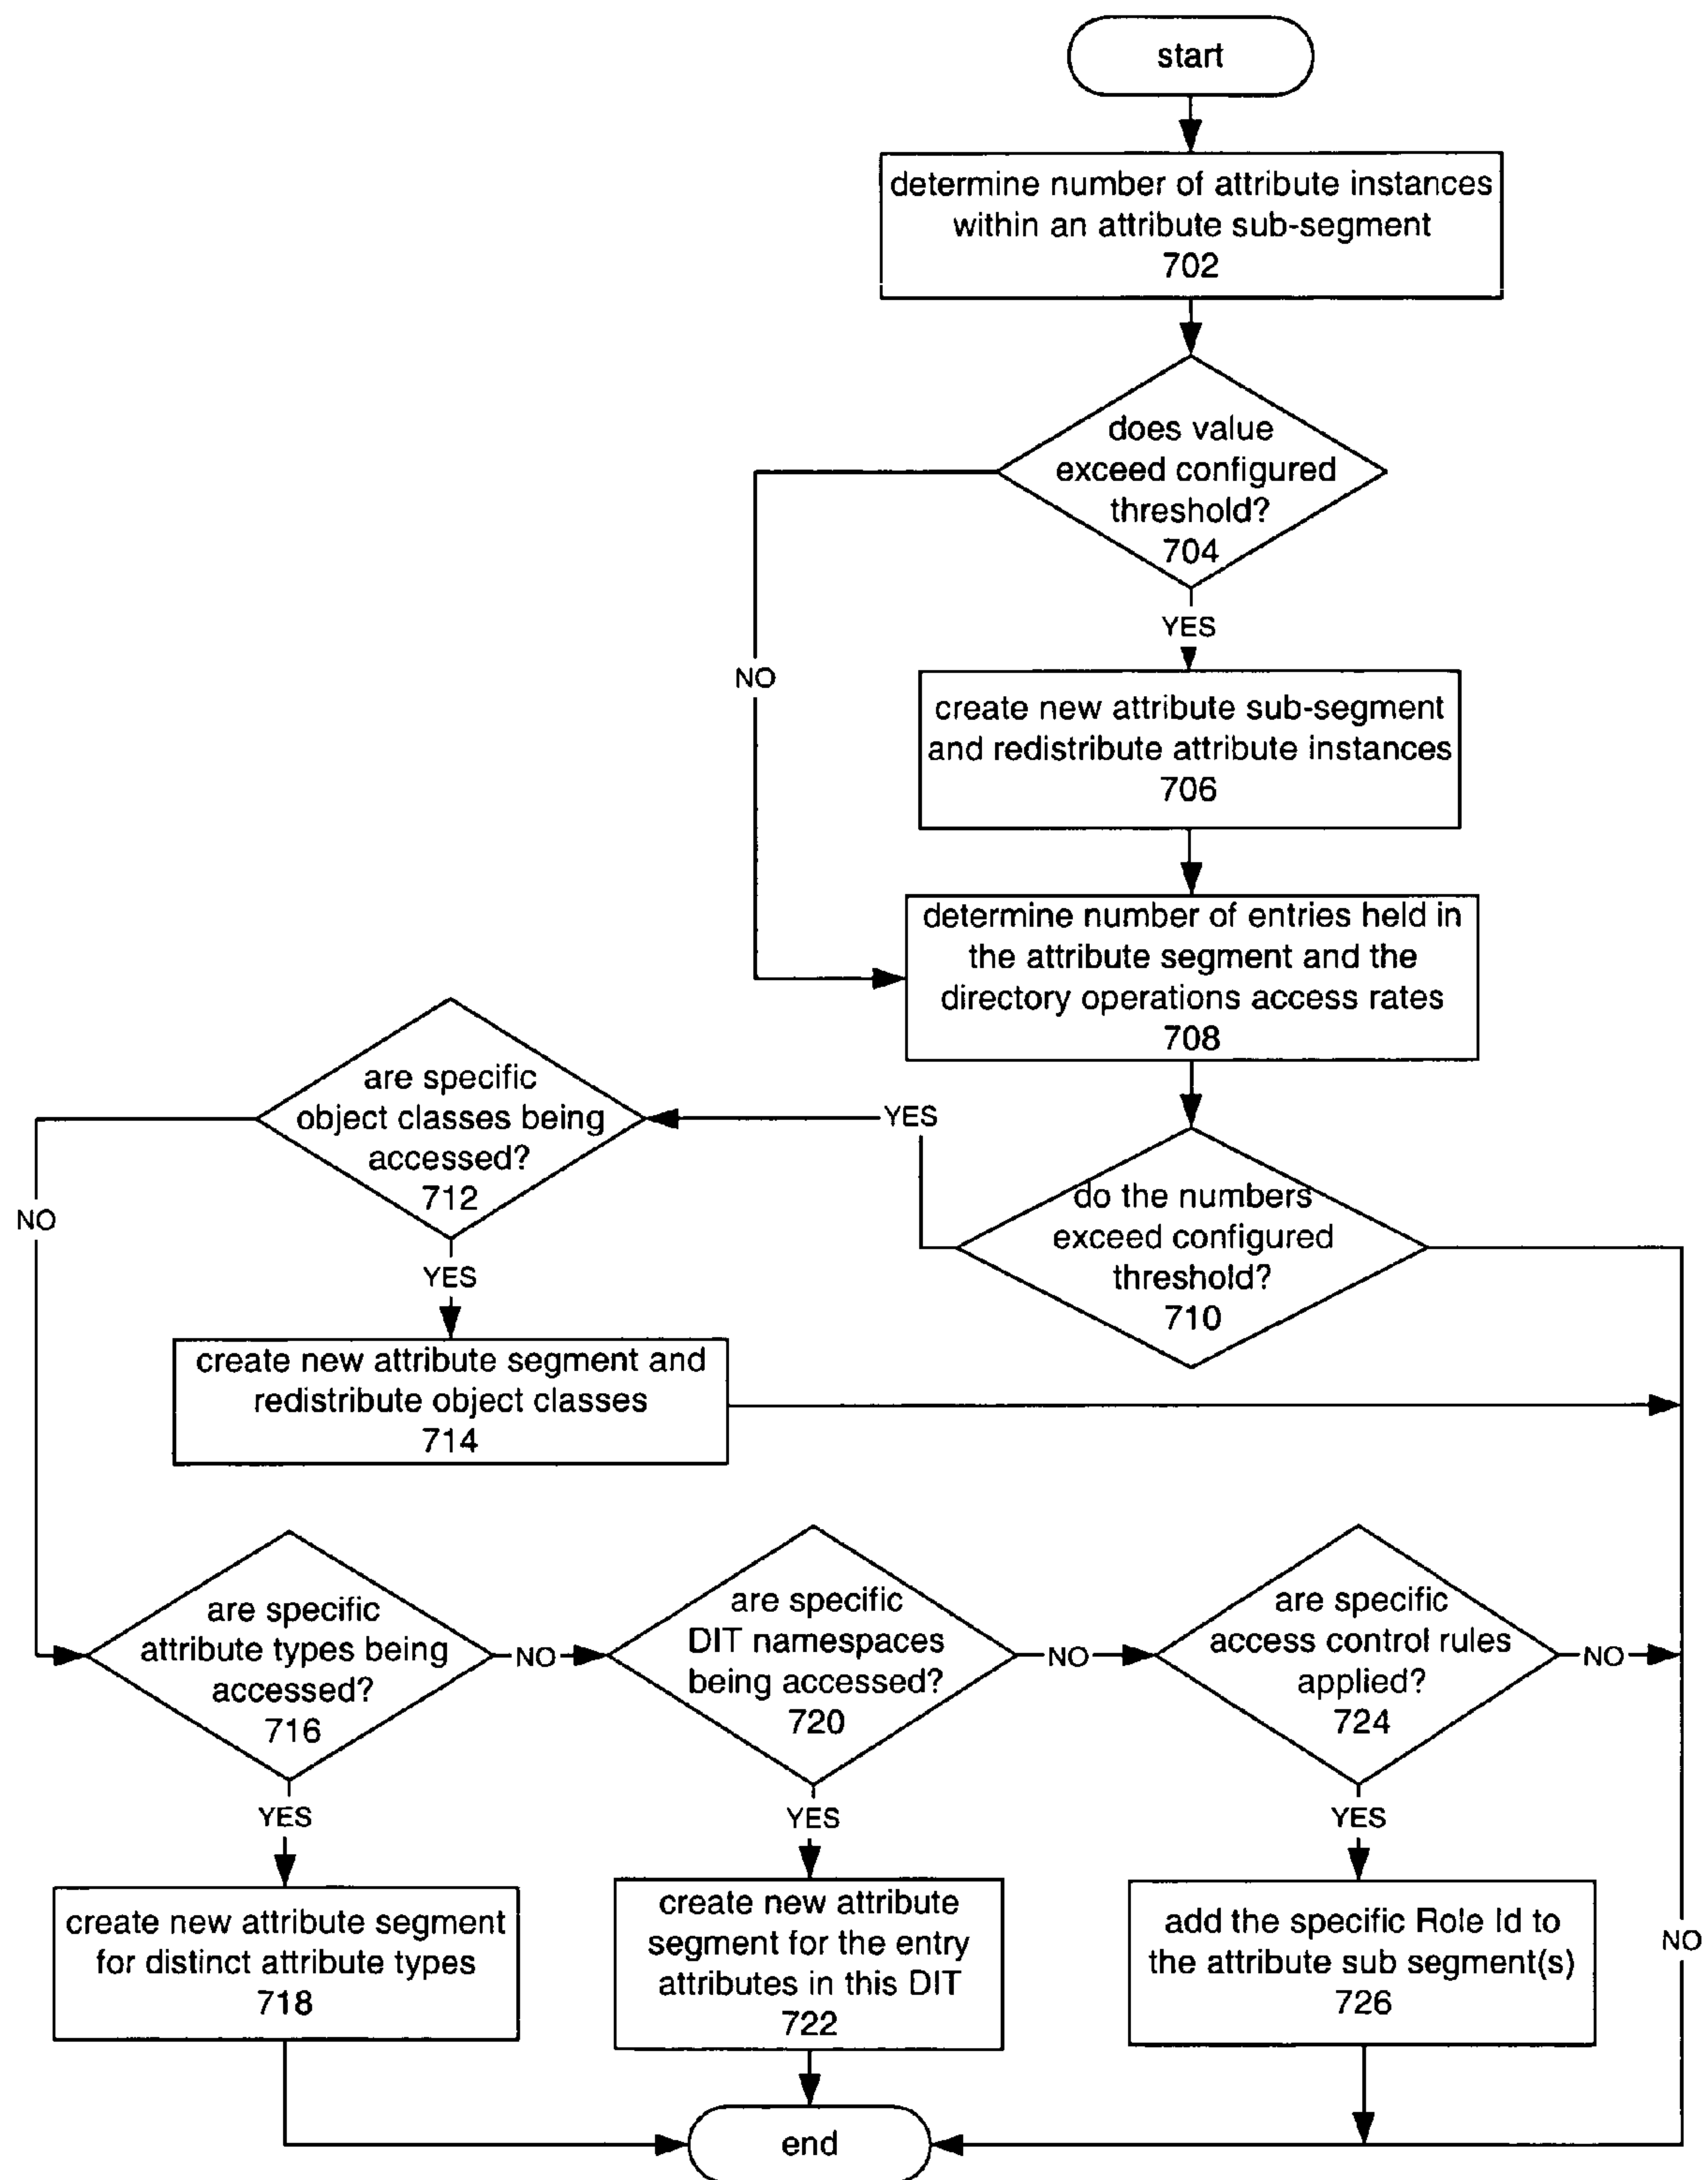 start
determine number of attribute instances
within an attribute sub-segment
702
does value
exceed configured
threshold?
704
YES
NO
create new attribute sub-segment
and redistribute attribute instances
706
determine number of entries held in
the attribute segment and the
directory operations access rates
708
are specific
object classes being
accessed?
712
YES
NO
do the numbers
exceed configured
threshold?
710
YES
create new attribute segment and
redistribute object classes
714
are specific
attribute types being
accessed?
716
NO
are specific
DIT namespaces
being accessed?
720
NO
are specific
access control rules
applied?
724
NO
YES
YES
YES
create new attribute segment
for distinct attribute types
718
create new attribute
segment for the entry
attributes in this DIT
722
add the specific Role Id to
the attribute sub segment(s)
726
NO
end